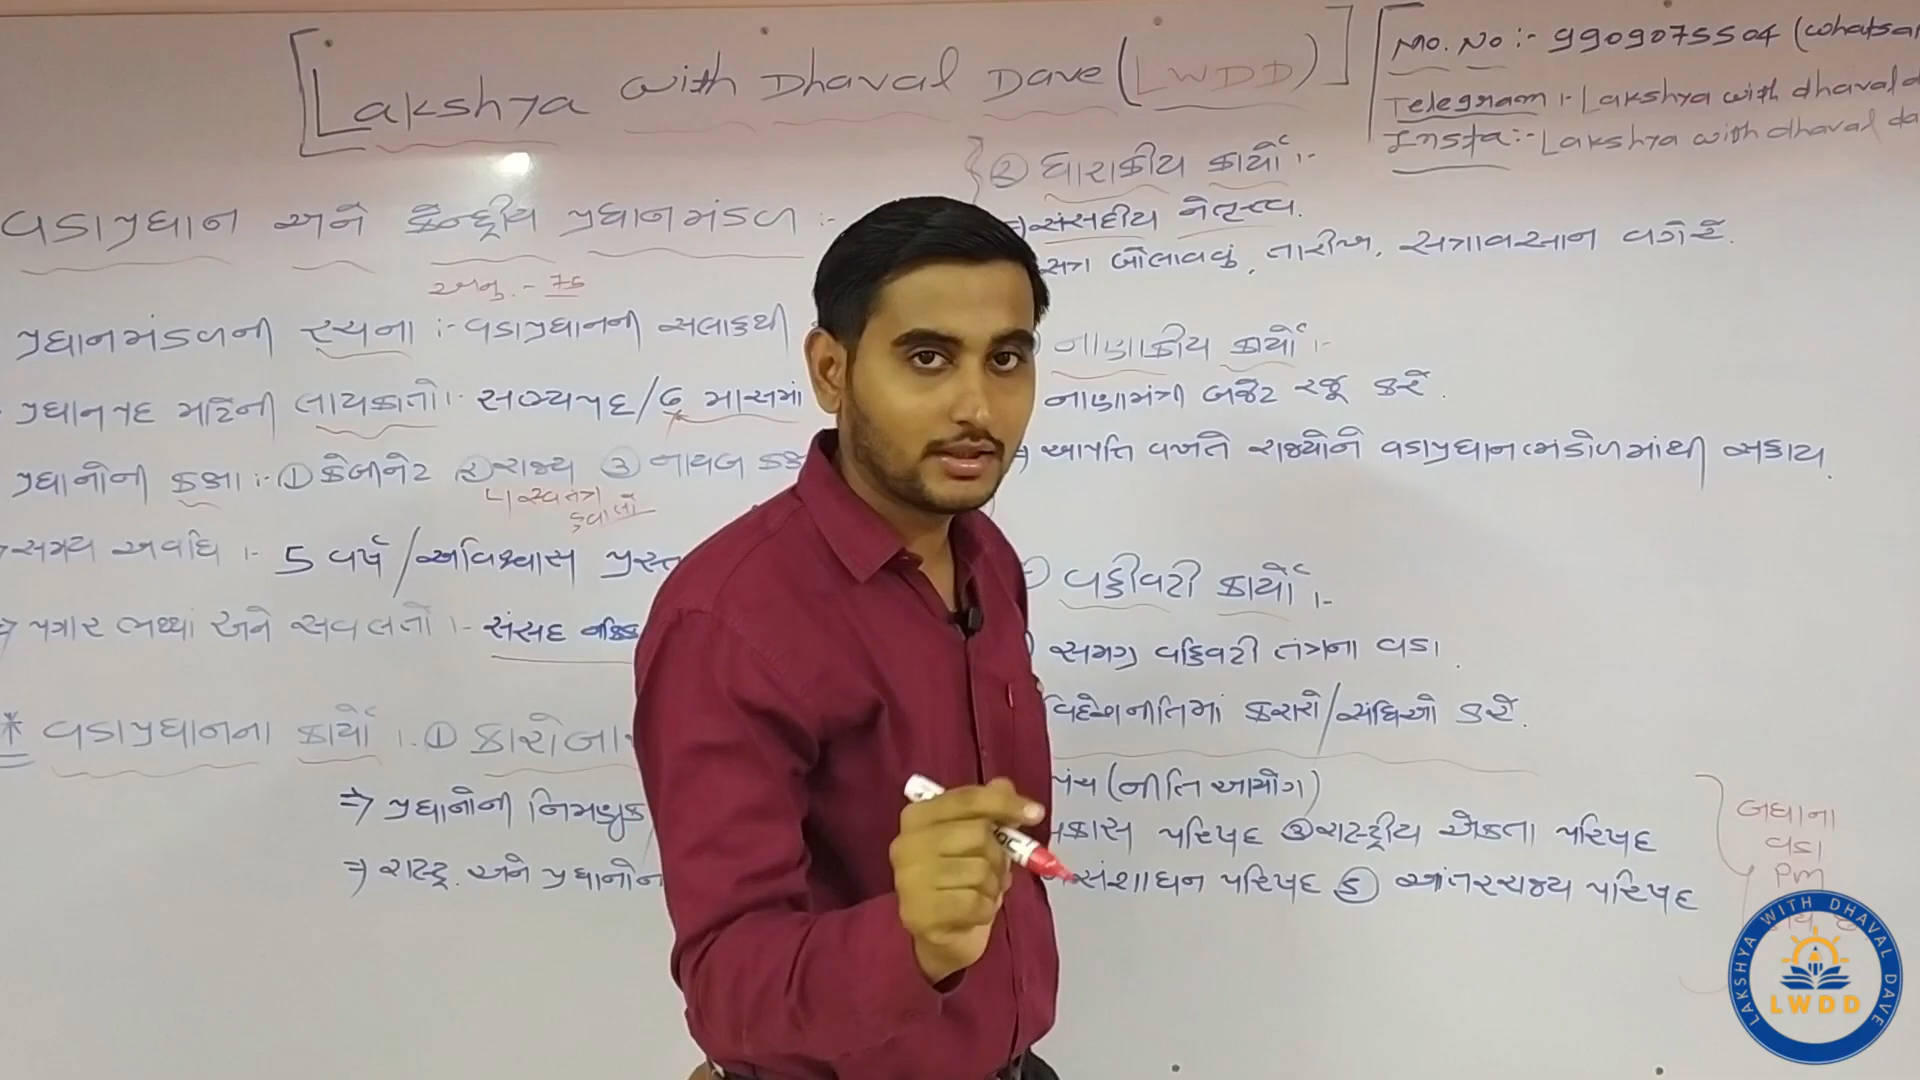 [Lakshya with Dhaval Dave (LWDD)]
Mo. No :- 9909075504 (whatsa
Telegram :- Lakshya with dhaval d
Insta :- Lakshya with dhaval da
વડાપ્રધાન અને કેન્દ્રીય પ્રધાનમંડળ :-
અનુ. - 75
પ્રધાનમંડળની રચના :- વડાપ્રધાનની સલાહથી
પ્રધાનપદ માટેની લાયકાતો :- સભ્યપદ / ૬ માસમાં
પ્રધાનોની કક્ષા :- ① કેબીનેટ ② રાજ્ય ③ નાયબ કક્ષ
સ્વતંત્ર
હવાલો
સમય અવધિ :- 5 વર્ષ / અવિશ્વાસ પ્રસ્ત
⇒ પગાર ભથ્થાં અને સવલતો :- સંસદ નક્કિ
* વડાપ્રધાનના કાર્યો :- ① કારોબા
⇒ પ્રધાનોની નિમણૂક
⇒ રાષ્ટ્ર. અને પ્રધાનોન
② ધારાકીય કાર્યો :-
⇒ સંસદીય નેતૃત્વ.
સત્ર બોલાવવું, તારીખ, સત્રાવસાન વગેરે.
નાણાકીય કાર્યો :-
નાણામંત્રી બજેટ રજૂ કરે.
⇒ આપત્તિ વખતે રાજ્યોને વડાપ્રધાન ભંડોળમાંથી સહાય.
વહીવટી કાર્યો :-
સમગ્ર વહિવટી તંત્રના વડા.
વિદેશનીતિમાં કરારો / સંધિઓ કરે.
પંચ (નીતિ આયોગ)
વિકાસ પરિષદ ③ રાષ્ટ્રીય એકતા પરિષદ
સંશાધન પરિષદ ⑤ આંતરરાજ્ય પરિષદ
બધાના
વડા
PM
LAKSHYA WITH DHAVAL DAVE
LWDD